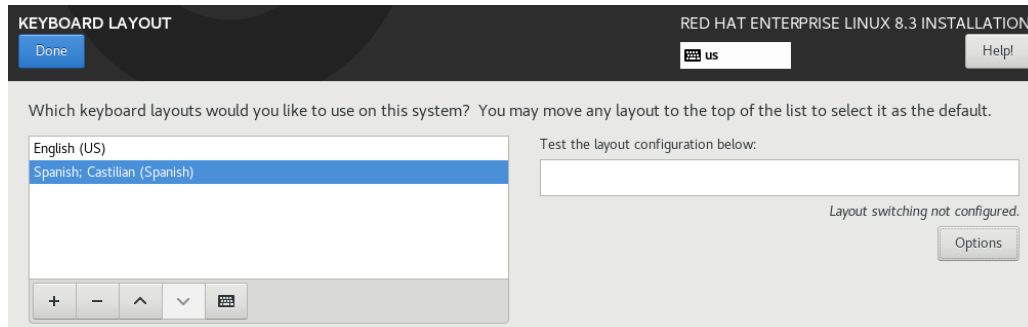 KEYBOARD LAYOUT
RED HAT ENTERPRISE LINUX 8.3 INSTALLATION
Done
us
Help!
Which keyboard layouts would you like to use on this system? You may move any layout to the top of the list to select it as the default.
English (US)
Spanish; Castilian (Spanish)
Test the layout configuration below:
Layout switching not configured.
Options